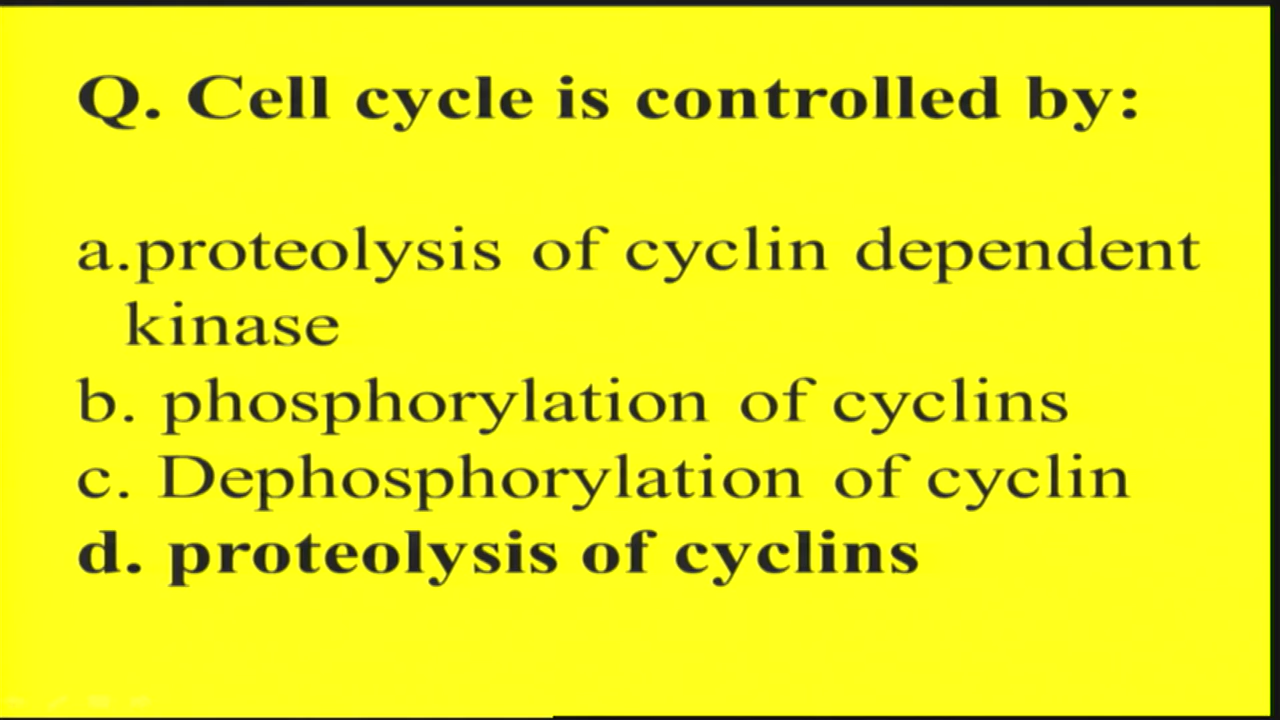 Q. Cell cycle is controlled by:
a.proteolysis of cyclin dependent
kinase
b. phosphorylation of cyclins
c. Dephosphorylation of cyclin
d. proteolysis of cyclins